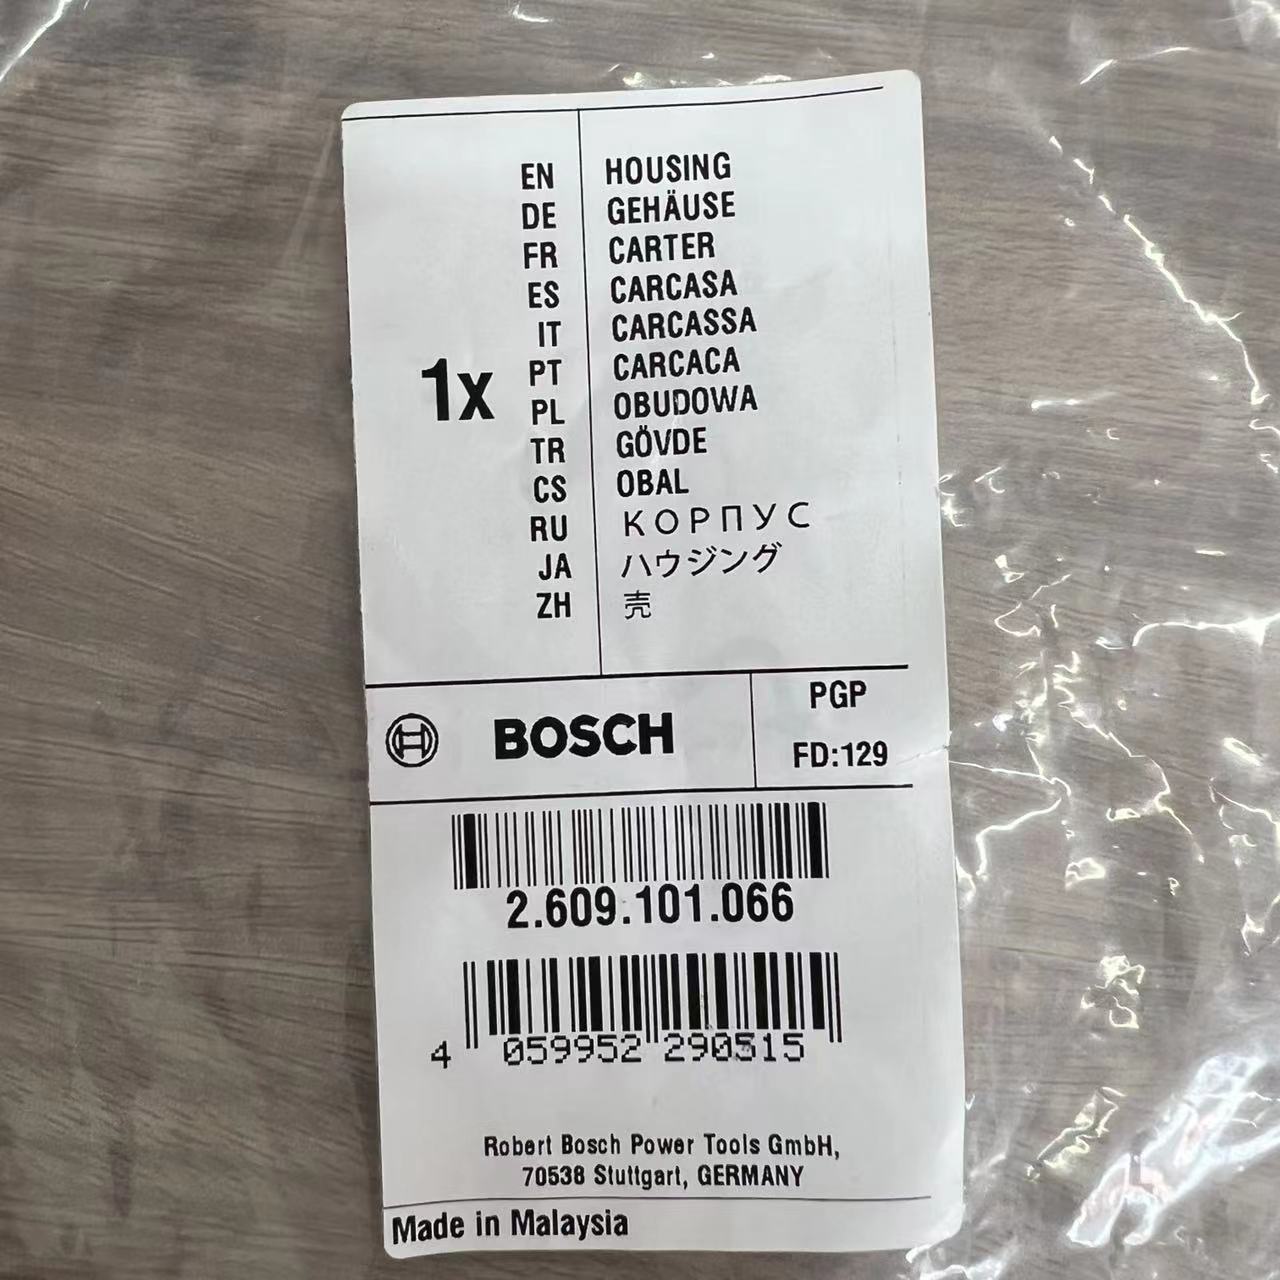 1x
EN HOUSING
DE GEHÄUSE
FR CARTER
ES CARCASA
IT CARCASSA
PT CARCACA
PL OBUDOWA
TR GÖVDE
CS OBAL
RU КОРПУС
JA ハウジング
ZH 壳
BOSCH
PGP
FD:129
2.609.101.066
4 059952 290515
Robert Bosch Power Tools GmbH,
70538 Stuttgart, GERMANY
Made in Malaysia